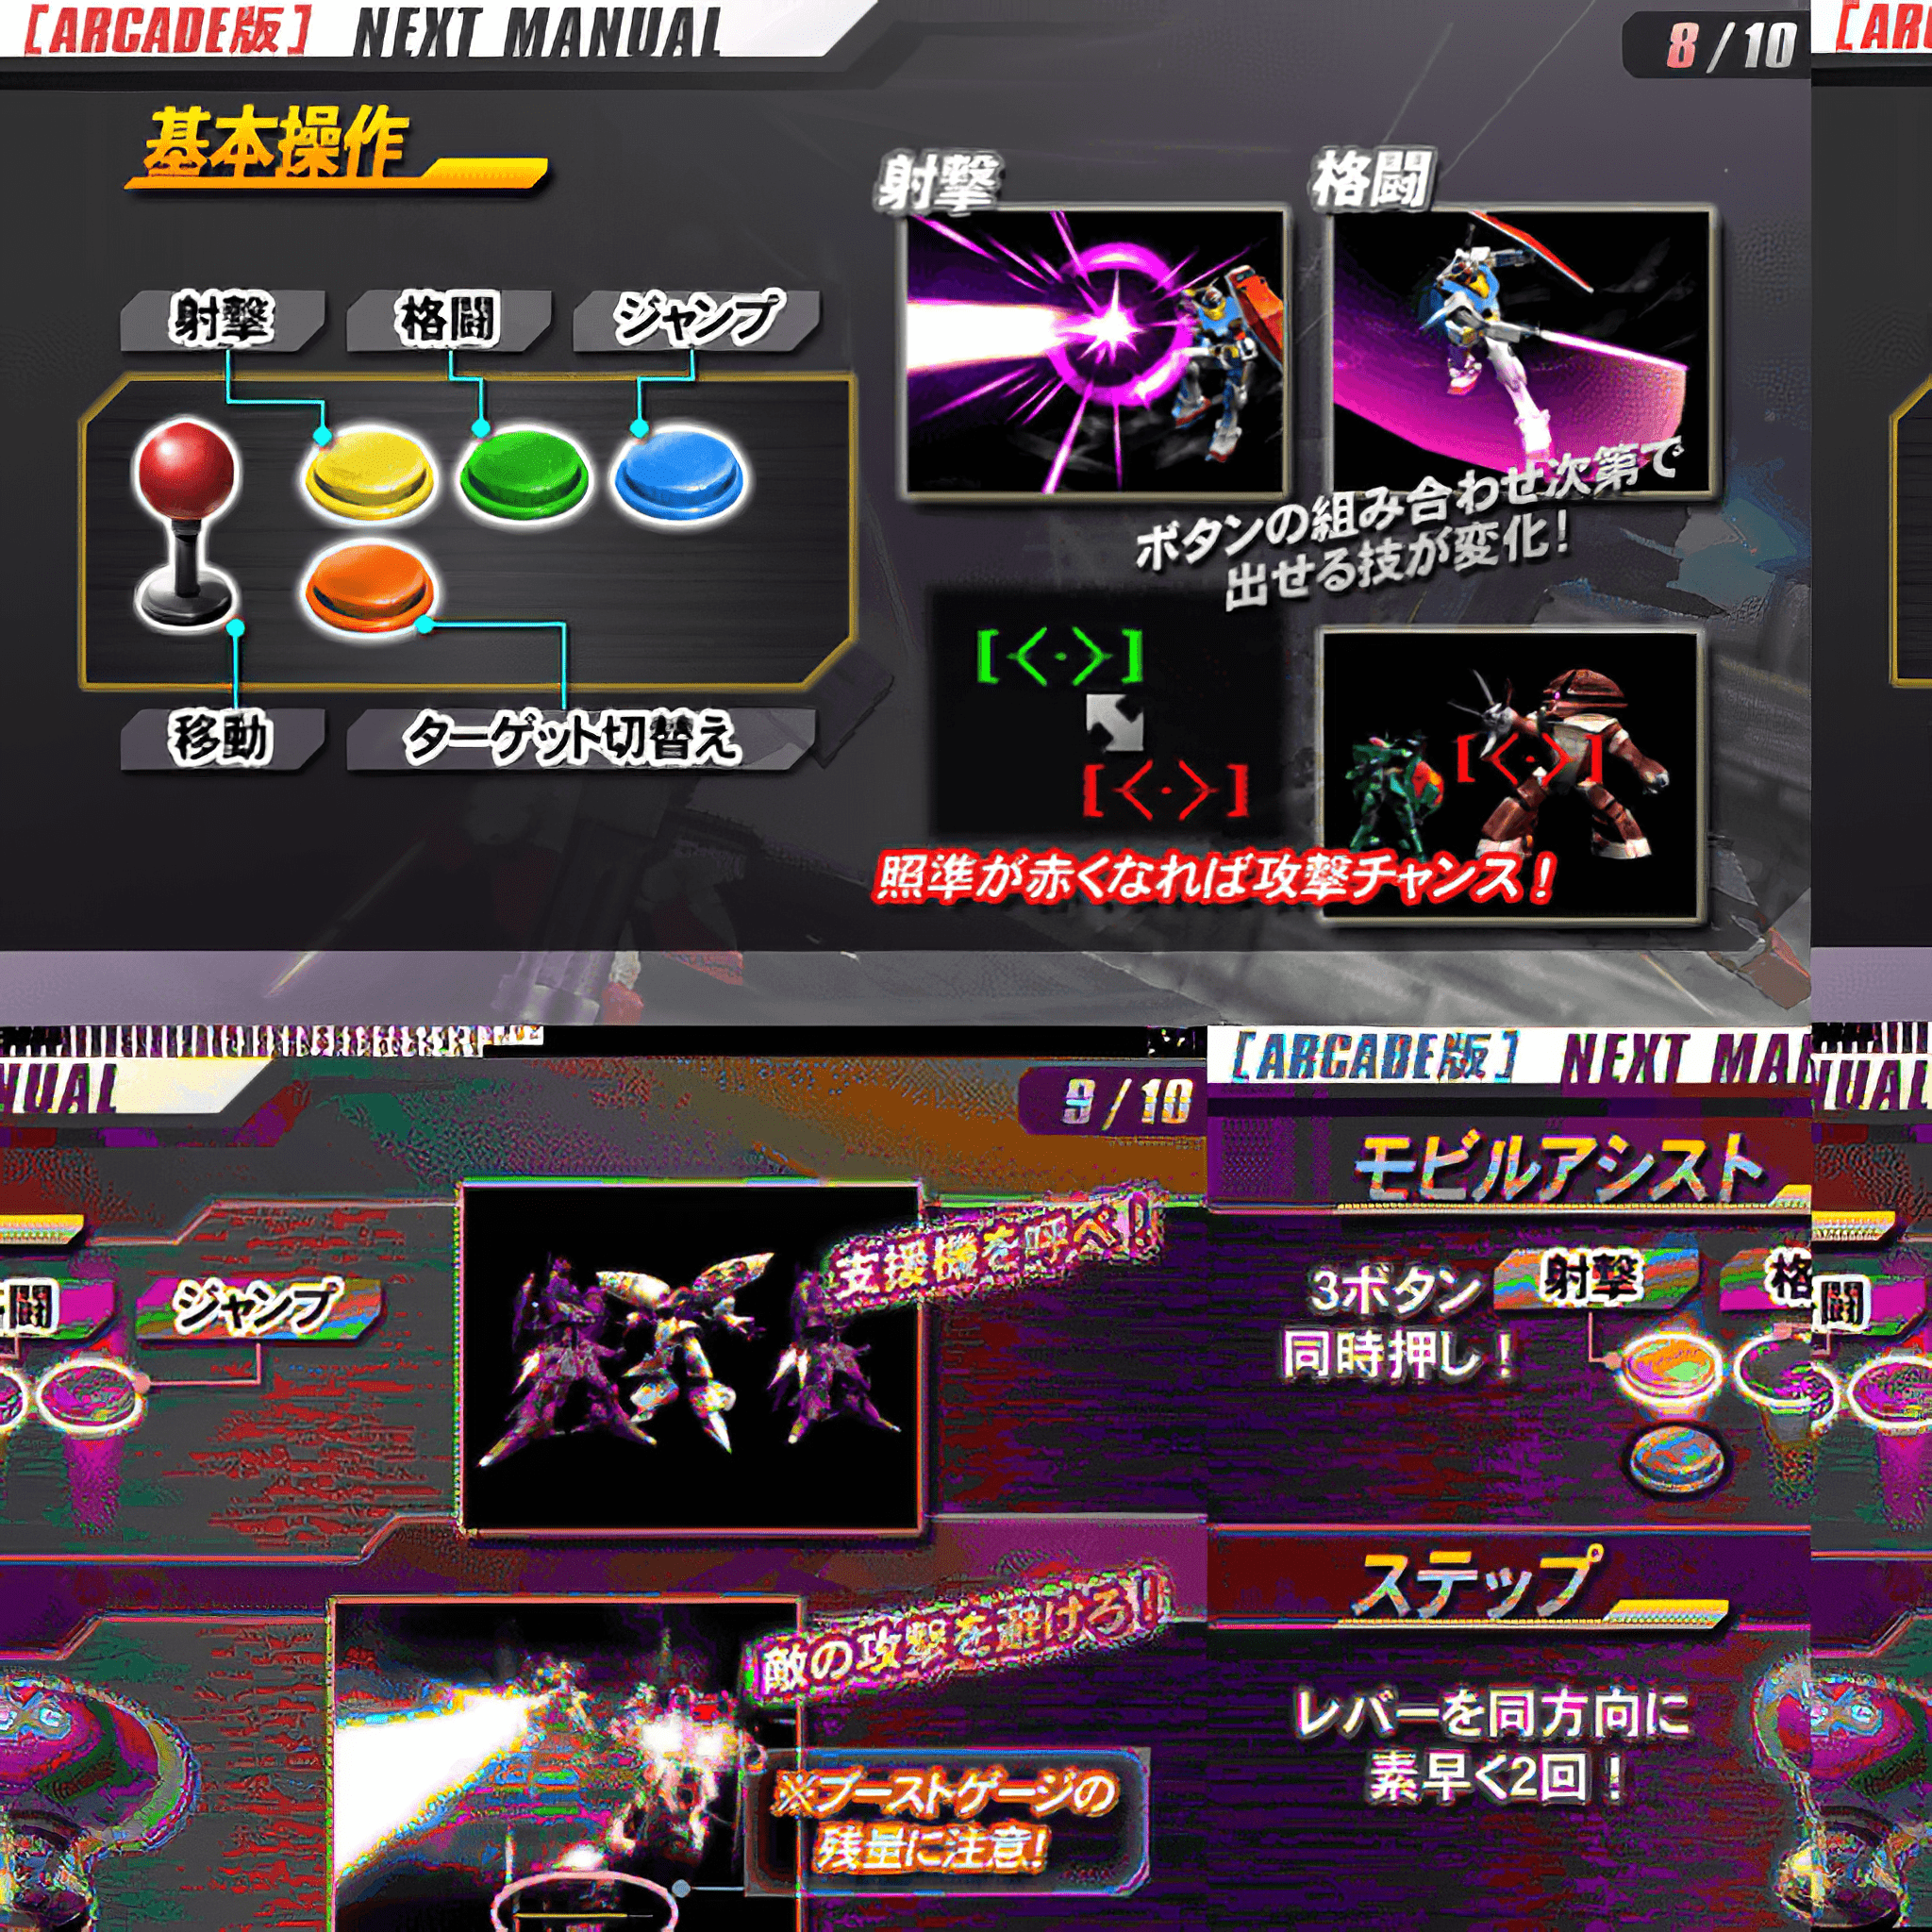 [ARCADE版] NEXT MANUAL
8/10
[AR
基本操作
射撃
格闘
射撃
格闘
ジャンプ
ボタンの組み合わせ次第で
出せる技が変化!
移動
ターゲット切替え
照準が赤くなれば攻撃チャンス!
NUAL
9/10
[ARCADE版] NEXT MAN
NUAL
モビルアシスト
支援機を呼べ!!
闘
ジャンプ
3ボタン
同時押し!
射撃
格
闘
ステップ
敵の攻撃を避けろ!!
レバーを同方向に
素早く2回!
※ブーストゲージの
残量に注意!